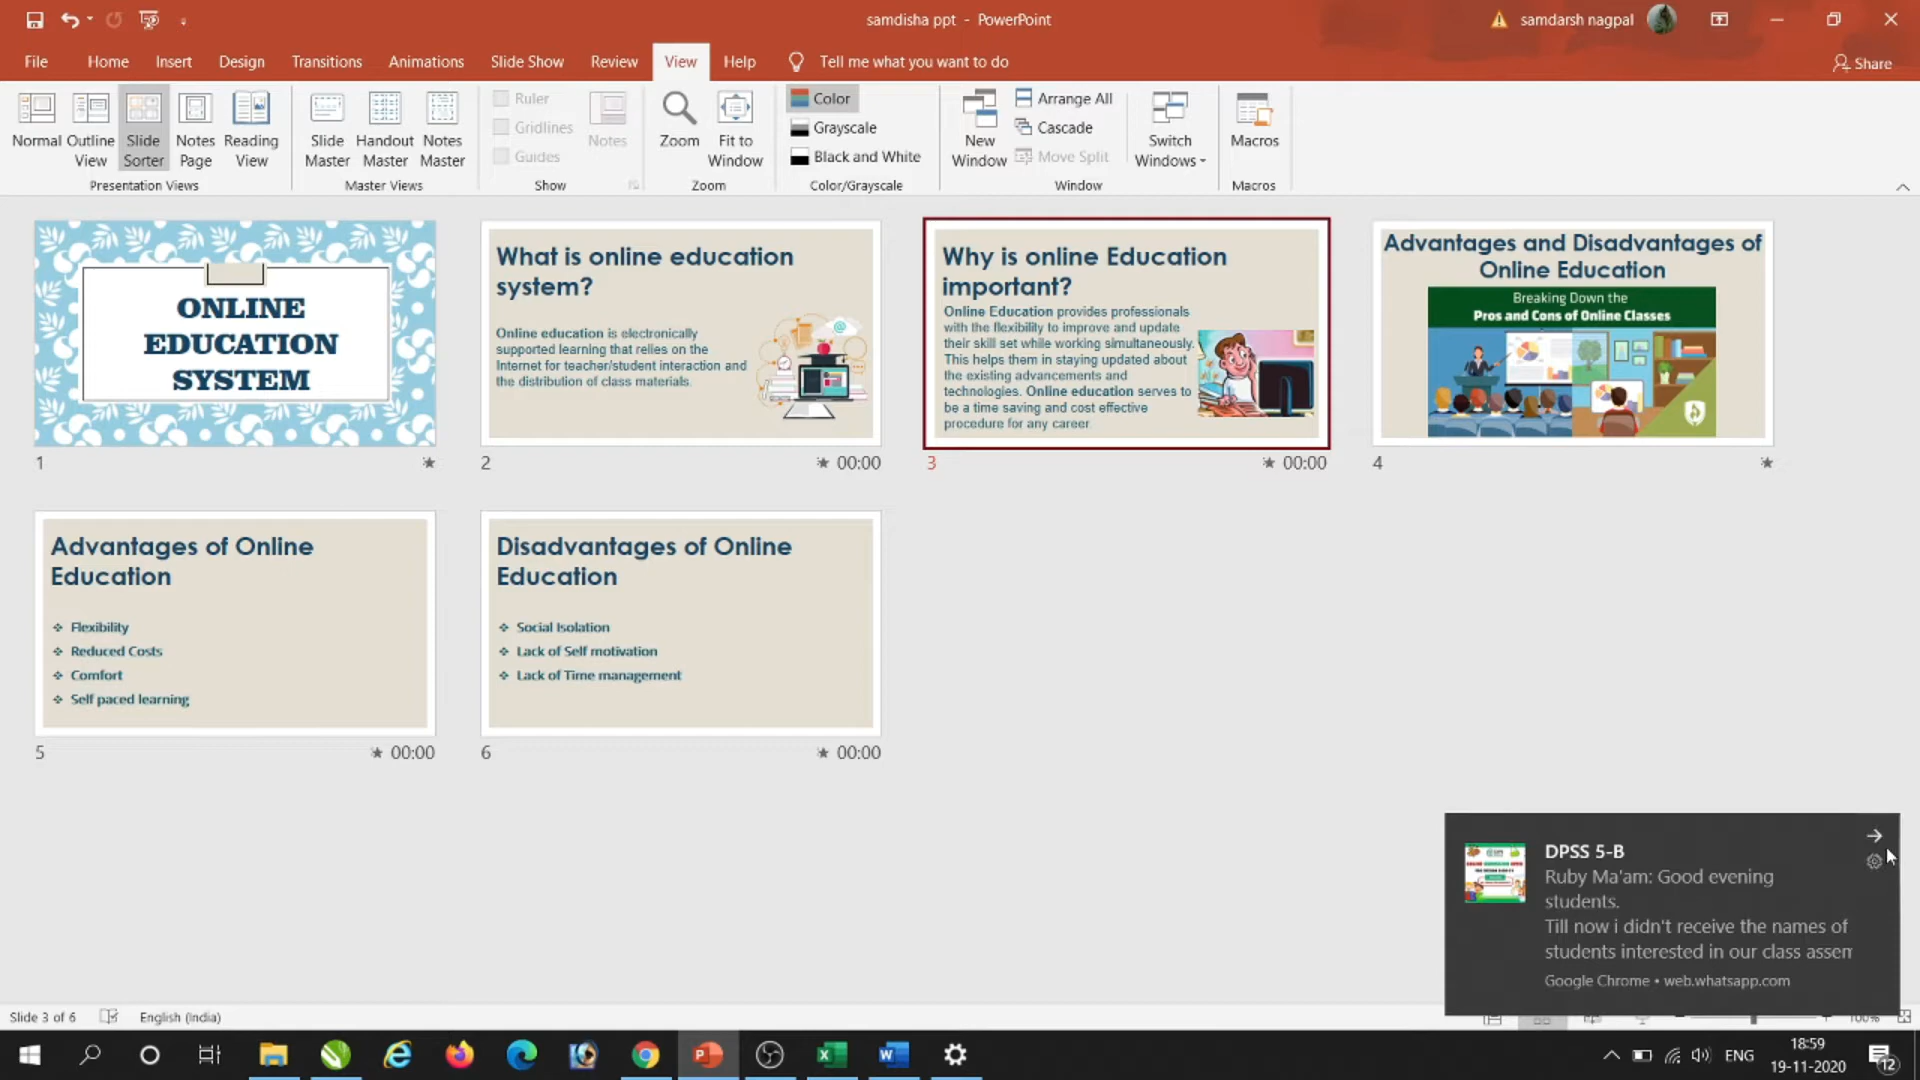 samdisha ppt - PowerPoint
samdarsh nagpal
File Home Insert Design Transitions Animations Slide Show Review View Help Tell me what you want to do
Share
Normal Outline View Slide Sorter Notes Page Reading View
Presentation Views
Slide Master Handout Master Notes Master
Master Views
Ruler
Gridlines
Guides
Notes
Show
Zoom Fit to Window
Zoom
Color
Grayscale
Black and White
Color/Grayscale
New Window
Arrange All
Cascade
Move Split
Switch Windows
Window
Macros
Macros
ONLINE
EDUCATION
SYSTEM
1
What is online education
system?
Online education is electronically
supported learning that relies on the
Internet for teacher/student interaction and
the distribution of class materials.
2 00:00
Why is online Education
important?
Online Education provides professionals
with the flexibility to improve and update
their skill set while working simultaneously.
This helps them in staying updated about
the existing advancements and
technologies. Online education serves to
be a time saving and cost effective
procedure for any career
3 00:00
Advantages and Disadvantages of
Online Education
Breaking Down the
Pros and Cons of Online Classes
4
Advantages of Online
Education
Flexibility
Reduced Costs
Comfort
Self paced learning
5 00:00
Disadvantages of Online
Education
Social Isolation
Lack of Self motivation
Lack of Time management
6 00:00
DPSS 5-B
Ruby Ma'am: Good evening
students.
Till now i didn't receive the names of
students interested in our class assem
Google Chrome • web.whatsapp.com
Slide 3 of 6 English (India)
100%
ENG
18:59
19-11-2020
12